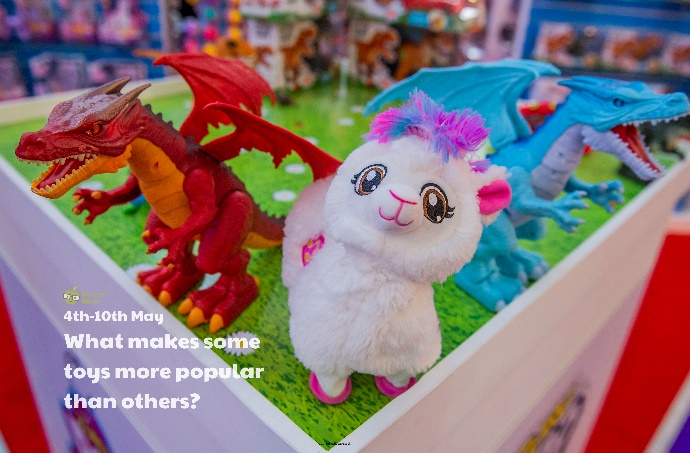 4th-10th May
What makes some
toys more popular
than others?